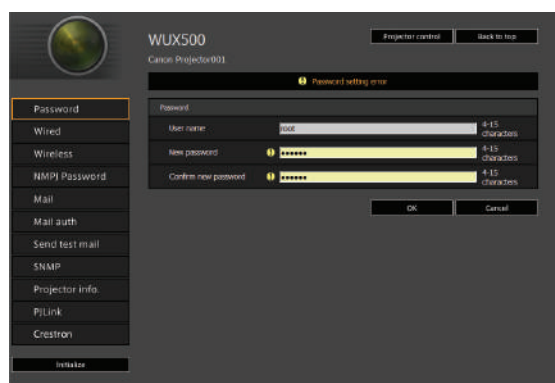 WUX500
Projector control
Back to top
Canon Projector001
Password setting error
Password
Wired
Wireless
NMPJ Password
Mail
Mail auth
Send test mail
SNMP
Projector info.
PJLink
Crestron
Initialize
Password
User name
root
4-15
characters
New password
••••••
4-15
characters
Confirm new password
••••••
4-15
characters
OK
Cancel